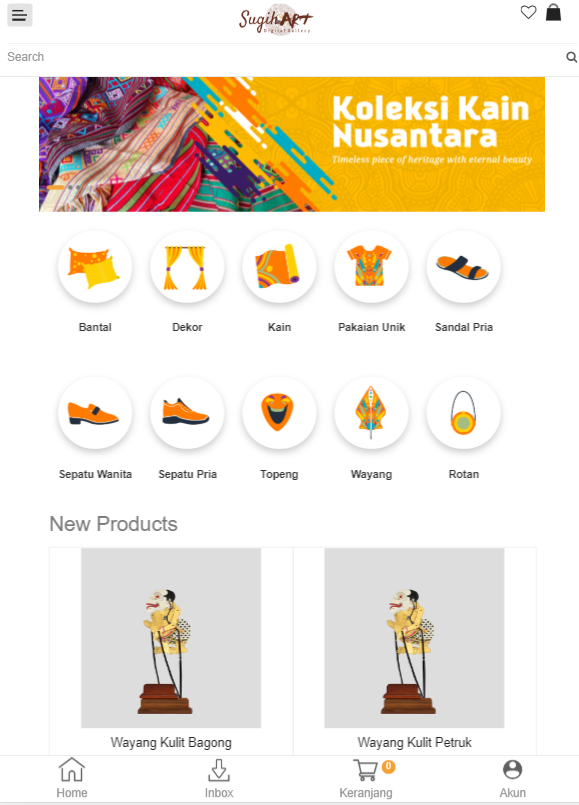 SugihART
Digital Gallery
Search
Koleksi Kain
Nusantara
Timeless piece of heritage with eternal beauty
Bantal
Dekor
Kain
Pakaian Unik
Sandal Pria
Sepatu Wanita
Sepatu Pria
Topeng
Wayang
Rotan
New Products
Wayang Kulit Bagong
Wayang Kulit Petruk
0
Home
Inbox
Keranjang
Akun